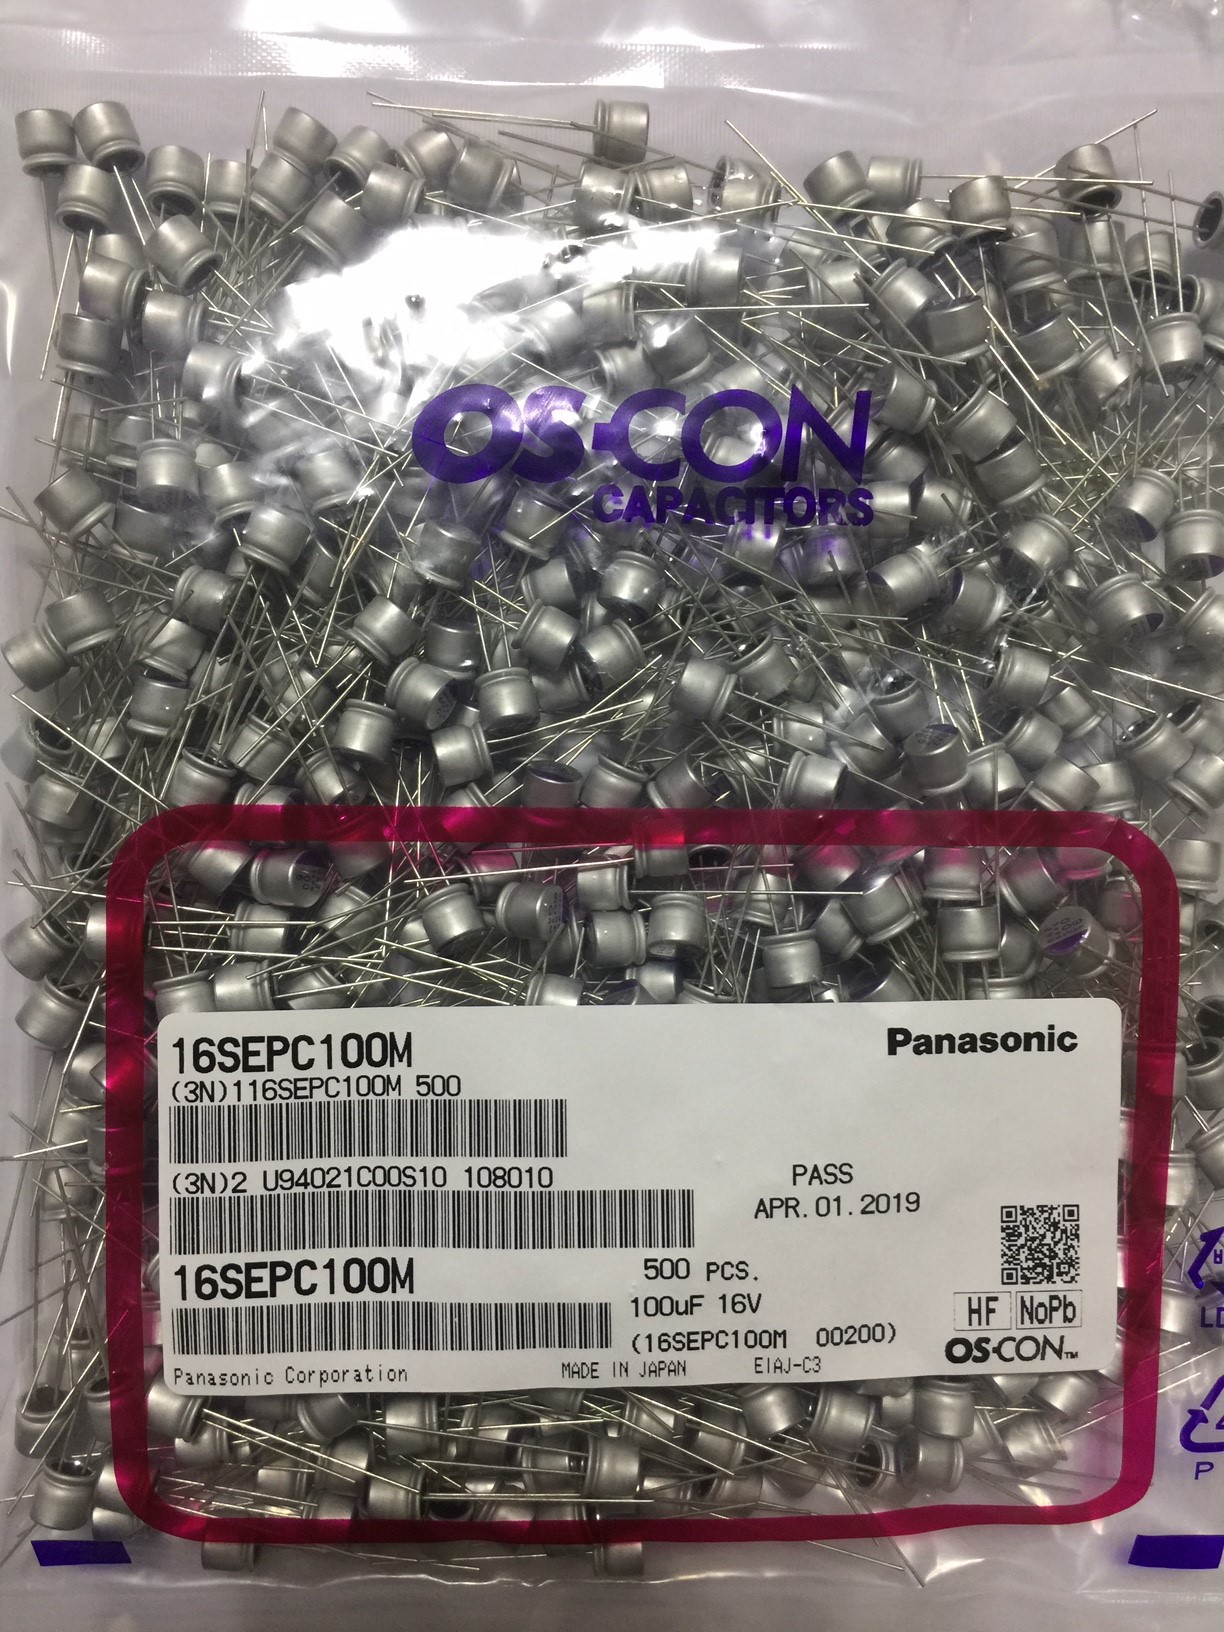 OS-CON
CAPACITORS
16SEPC100M
Panasonic
(3N)116SEPC100M 500
(3N)2 U94021C00S10 108010
PASS
APR.01.2019
16SEPC100M
500 PCS.
100uF 16V
HF NoPb
(16SEPC100M 00200)
OS-CON™
Panasonic Corporation
MADE IN JAPAN
EIAJ-C3
P